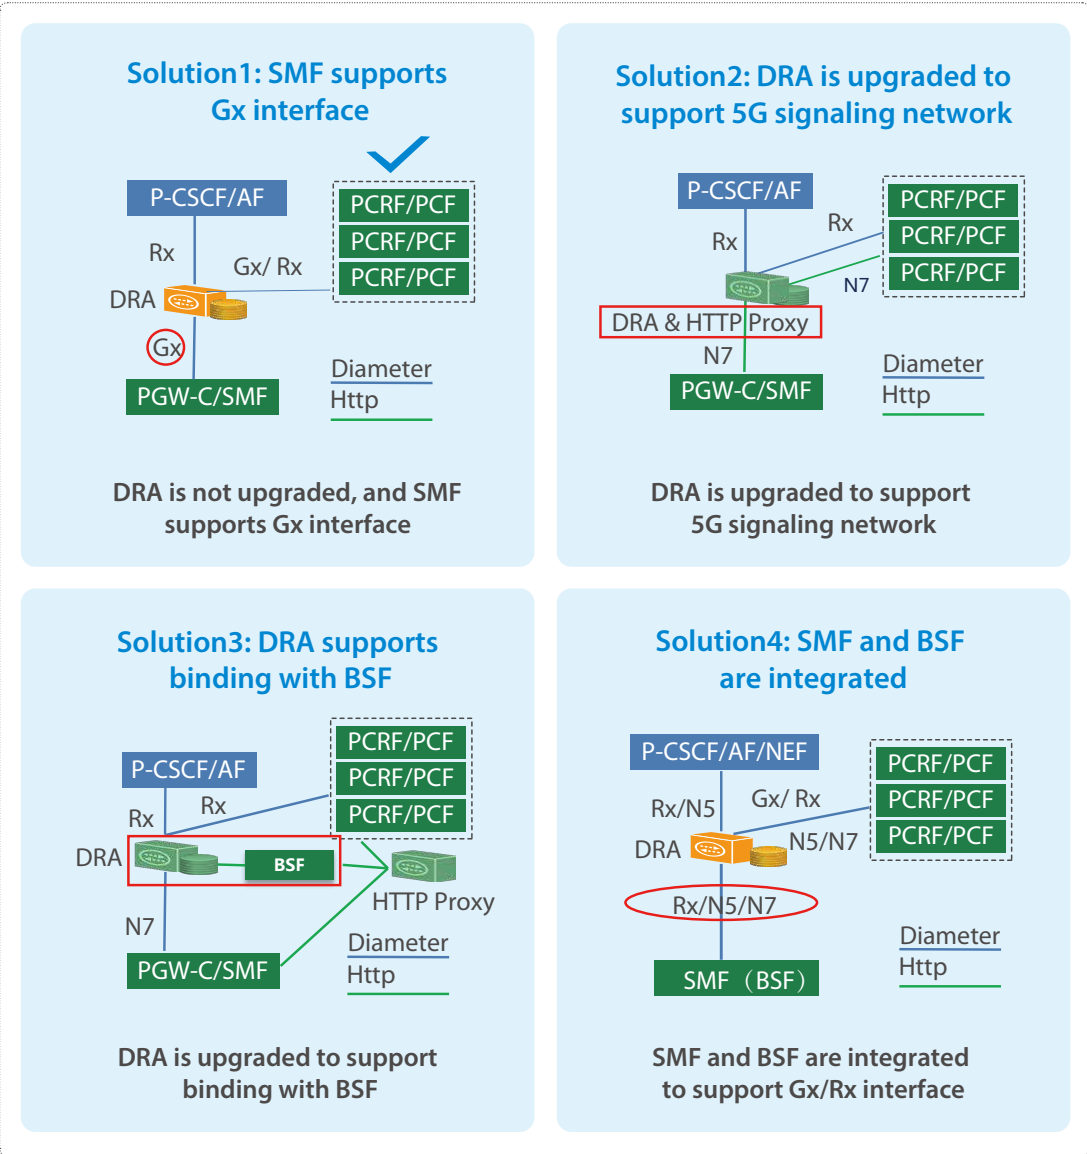 Solution1: SMF supports
Gx interface
P-CSCF/AF
PCRF/PCF
PCRF/PCF
PCRF/PCF
Rx
Gx/ Rx
DRA
Gx
PGW-C/SMF
Diameter
Http
DRA is not upgraded, and SMF
supports Gx interface
Solution2: DRA is upgraded to
support 5G signaling network
P-CSCF/AF
PCRF/PCF
PCRF/PCF
PCRF/PCF
Rx
Rx
N7
DRA & HTTP Proxy
N7
PGW-C/SMF
Diameter
Http
DRA is upgraded to support
5G signaling network
Solution3: DRA supports
binding with BSF
PCRF/PCF
PCRF/PCF
PCRF/PCF
P-CSCF/AF
Rx
Rx
DRA
BSF
HTTP Proxy
N7
PGW-C/SMF
Diameter
Http
DRA is upgraded to support
binding with BSF
Solution4: SMF and BSF
are integrated
P-CSCF/AF/NEF
PCRF/PCF
PCRF/PCF
PCRF/PCF
Rx/N5
Gx/ Rx
DRA
N5/N7
Rx/N5/N7
SMF（BSF）
Diameter
Http
SMF and BSF are integrated
to support Gx/Rx interface